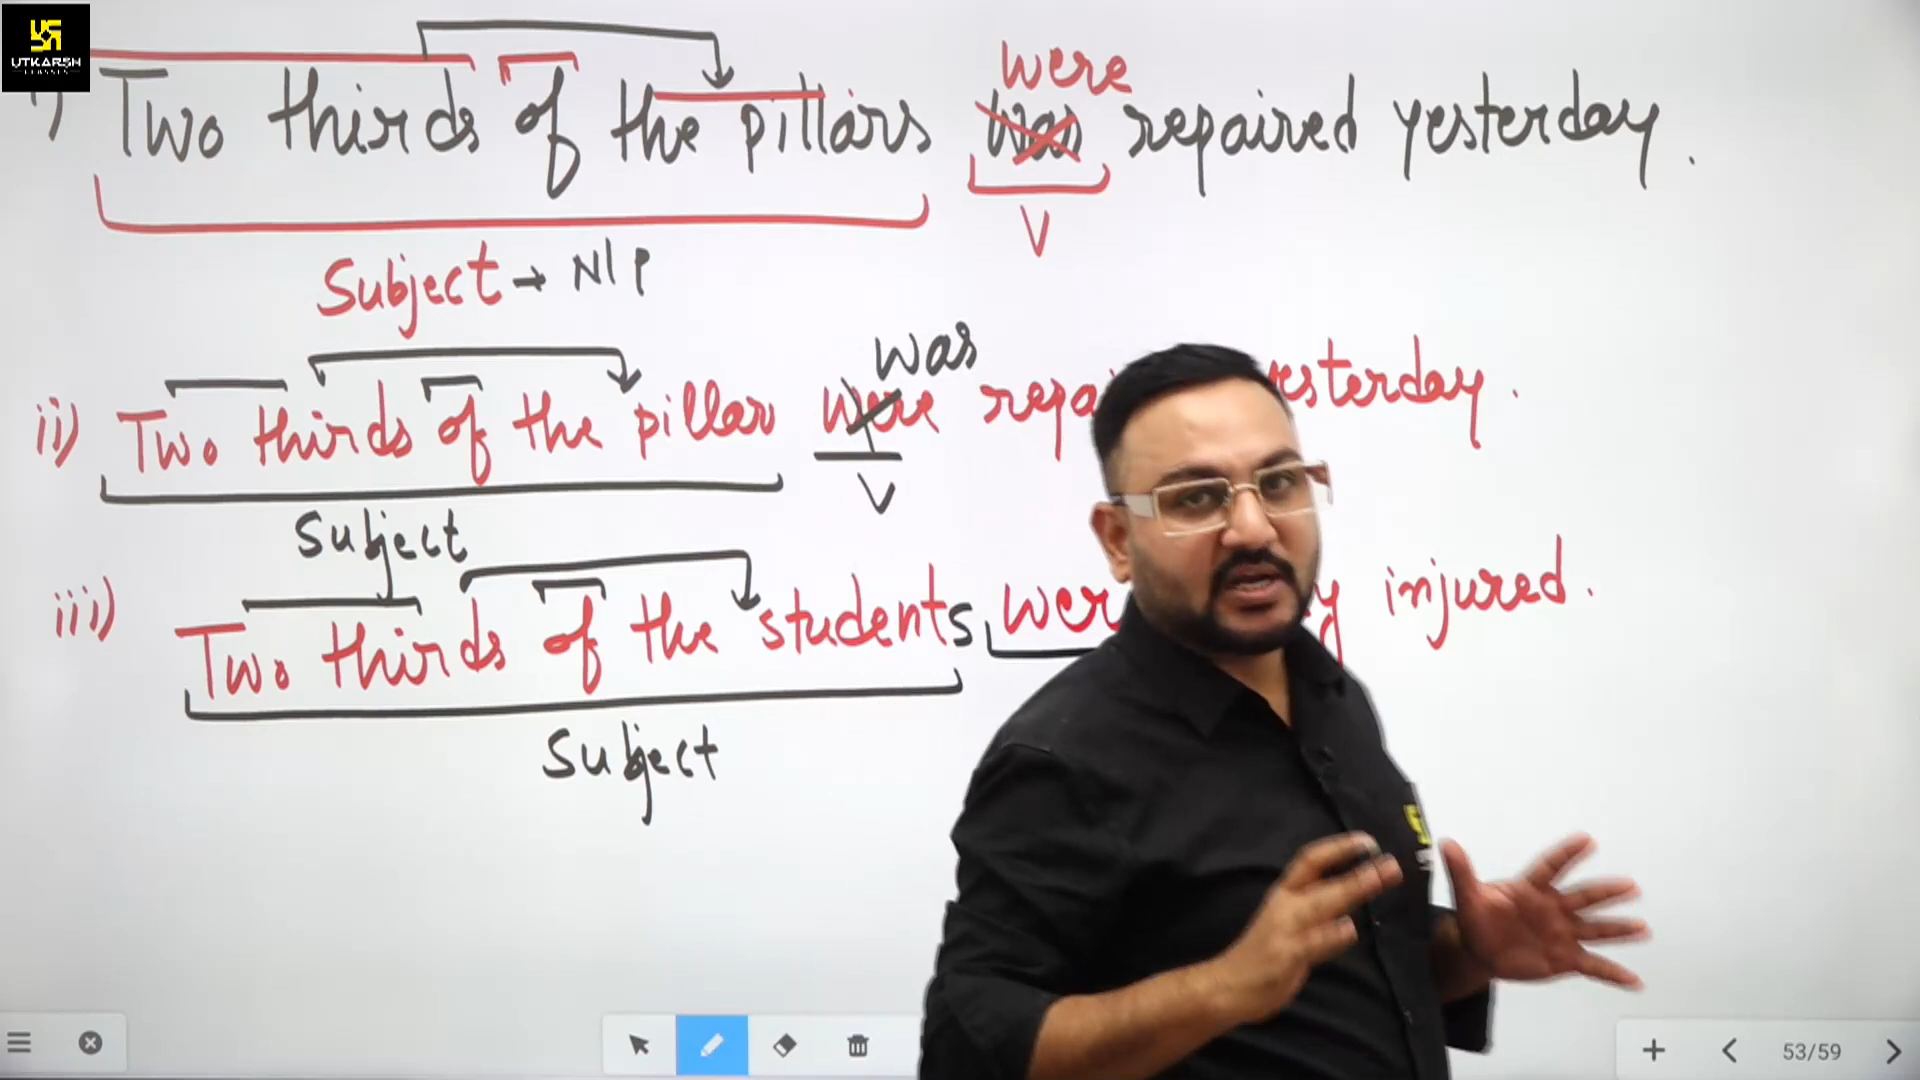 UTKARSH
CLASSES
were
i) Two thirds of the pillars was repaired yesterday.
V
Subject → N/P
was
ii) Two thirds of the pillar were yesterday.
V
Subject
iii) Two thirds of the students injured.
Subject
53/59